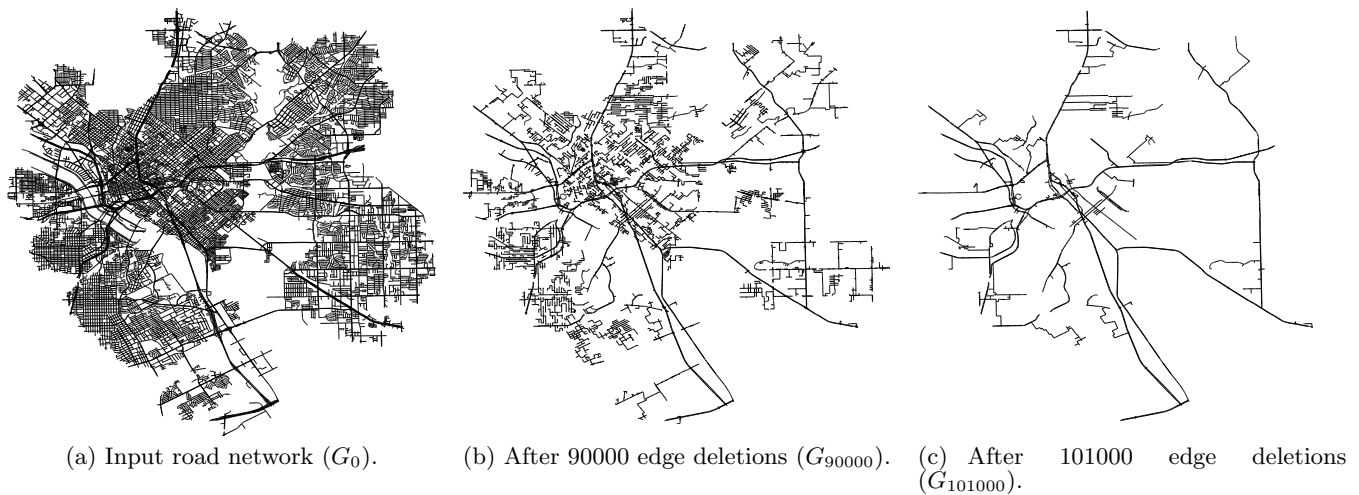 (a) Input road network (G₀).
(b) After 90000 edge deletions (G₉₀₀₀₀).
(c) After 101000 edge deletions
(G₁₀₁₀₀₀).